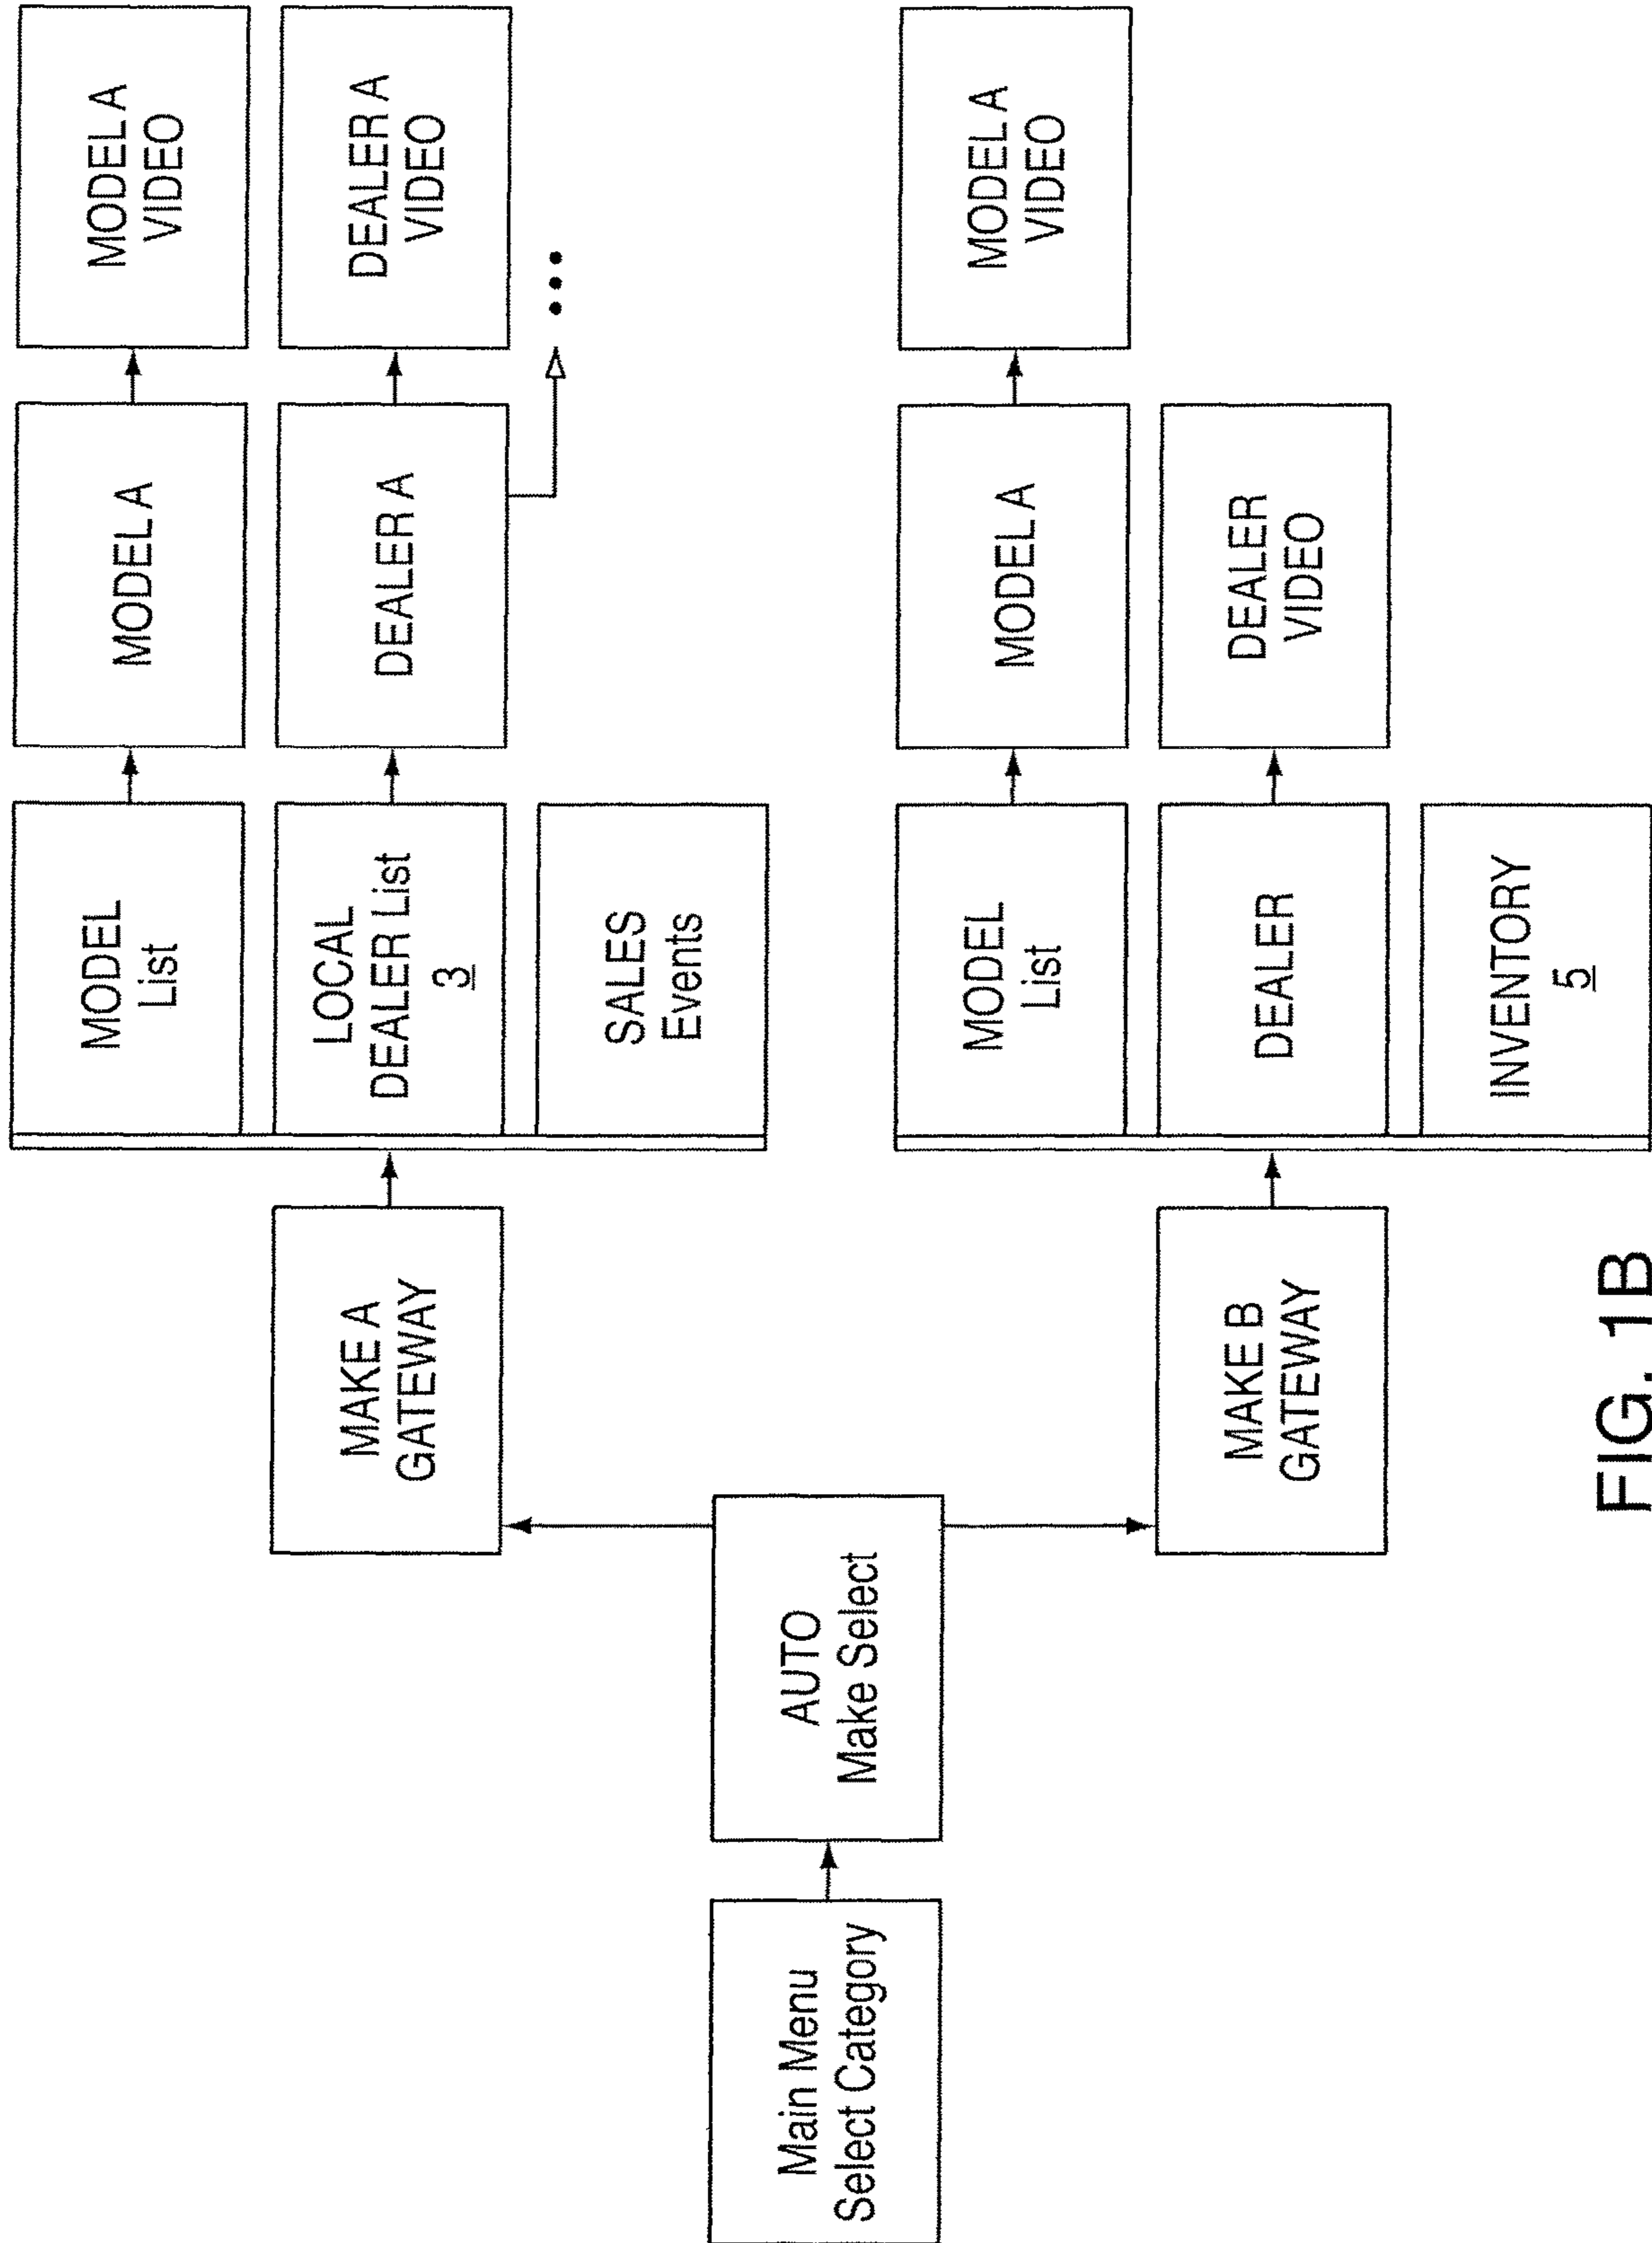 Main Menu
Select Category
AUTO
Make Select
MAKE A
GATEWAY
MODEL
List
MODEL A
MODEL A
VIDEO
LOCAL
DEALER List
3
DEALER A
DEALER A
VIDEO
SALES
Events
MAKE B
GATEWAY
MODEL
List
MODEL A
MODEL A
VIDEO
DEALER
DEALER
VIDEO
INVENTORY
5
FIG. 1B